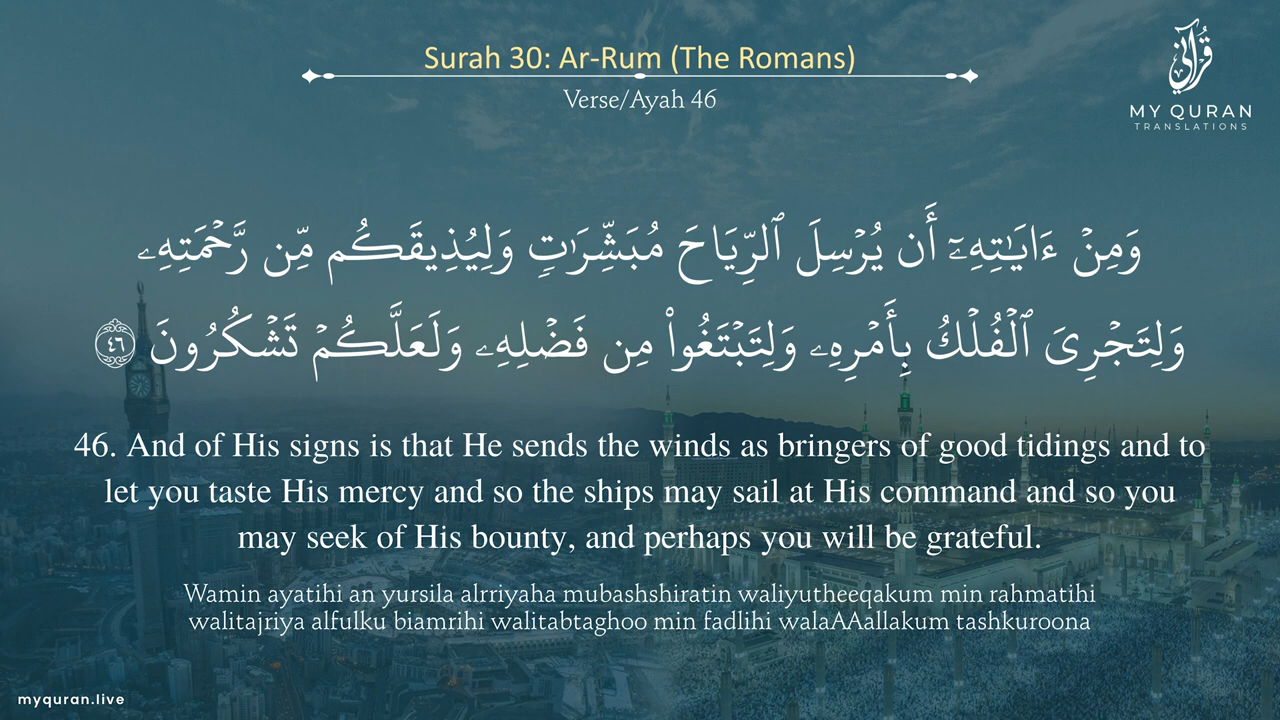 Surah 30: Ar-Rum (The Romans)
Verse/Ayah 46
قرآني
MY QURAN
TRANSLATIONS
وَمِنْ ءَايَـٰتِهِۦٓ أَن يُرْسِلَ ٱلرِّيَاحَ مُبَشِّرَٰتٍ وَلِيُذِيقَكُم مِّن رَّحْمَتِهِۦ
وَلِتَجْرِىَ ٱلْفُلْكُ بِأَمْرِهِۦ وَلِتَبْتَغُوا۟ مِن فَضْلِهِۦ وَلَعَلَّكُمْ تَشْكُرُونَ ٤٦
46. And of His signs is that He sends the winds as bringers of good tidings and to
let you taste His mercy and so the ships may sail at His command and so you
may seek of His bounty, and perhaps you will be grateful.
Wamin ayatihi an yursila alrriyaha mubashshiratin waliyutheeqakum min rahmatihi
walitajriya alfulku biamrihi walitabtaghoo min fadlihi walaAAallakum tashkuroona
myquran.live